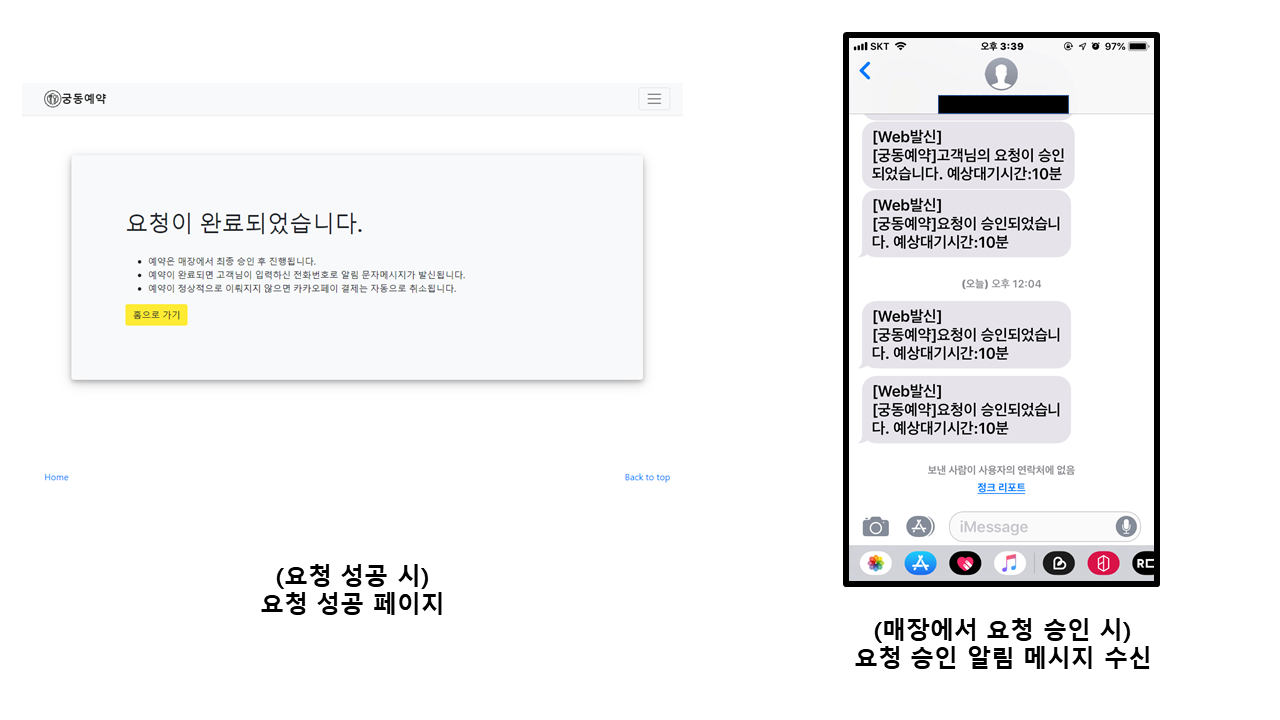 궁동예약
요청이 완료되었습니다.
예약은 매장에서 최종 승인 후 진행됩니다.
예약이 완료되면 고객님이 입력하신 전화번호로 알림 문자메시지가 발신됩니다.
예약이 정상적으로 이뤄지지 않으면 카카오페이 결제는 자동으로 취소됩니다.
홈으로 가기
Home
Back to top
(요청 성공 시)
요청 성공 페이지
SKT
오후 3:39
97%
[Web발신]
[궁동예약]고객님의 요청이 승인
되었습니다. 예상대기시간:10분
[Web발신]
[궁동예약]요청이 승인되었습니
다. 예상대기시간:10분
(오늘) 오후 12:04
[Web발신]
[궁동예약]요청이 승인되었습니
다. 예상대기시간:10분
[Web발신]
[궁동예약]요청이 승인되었습니
다. 예상대기시간:10분
보낸 사람이 사용자의 연락처에 없음
정크 리포트
iMessage
(매장에서 요청 승인 시)
요청 승인 알림 메시지 수신